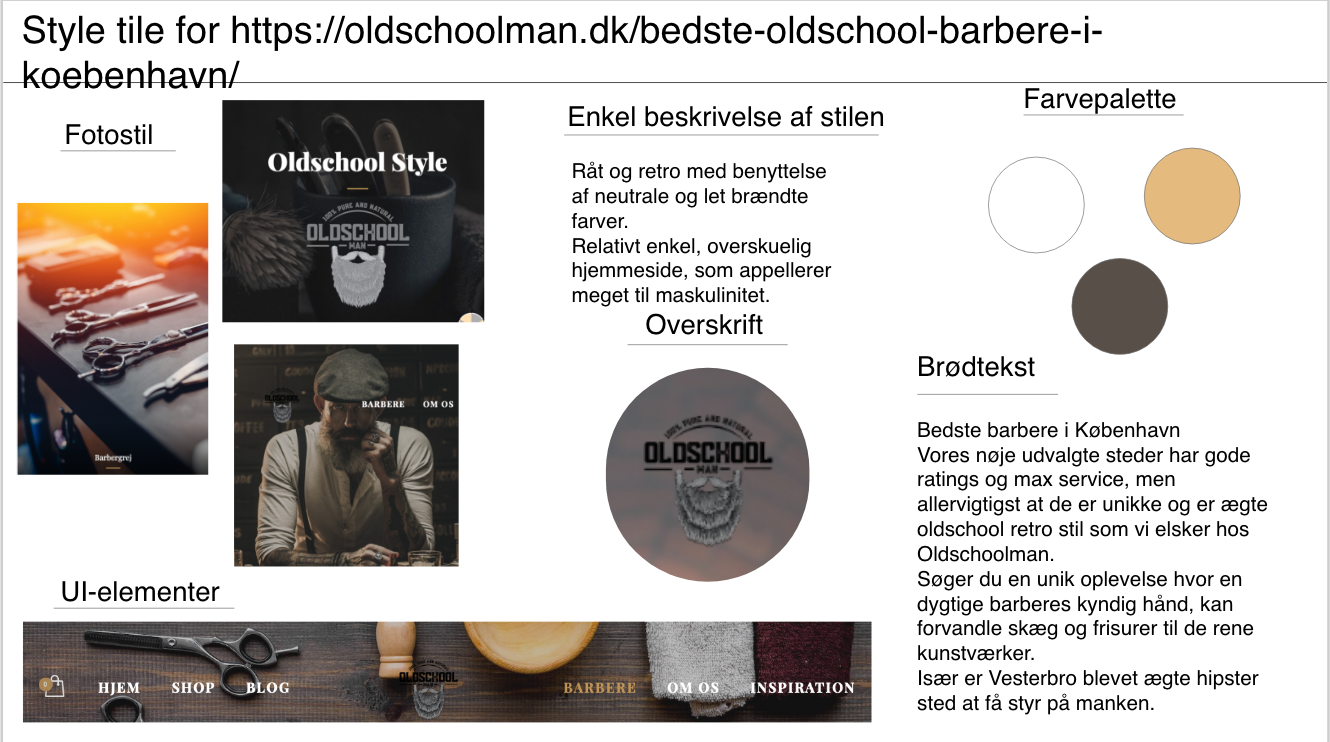 Style tile for https://oldschoolman.dk/bedste-oldschool-barbere-i-
koebenhavn/
Fotostil
Oldschool Style
100% PURE AND NATURAL
OLDSCHOOL
MAN
Barbergrej
OLDSCHOOL
BARBERE
OM OS
Enkel beskrivelse af stilen
Råt og retro med benyttelse
af neutrale og let brændte
farver.
Relativt enkel, overskuelig
hjemmeside, som appellerer
meget til maskulinitet.
Overskrift
100% PURE AND NATURAL
OLDSCHOOL
MAN
Farvepalette
Brødtekst
Bedste barbere i København
Vores nøje udvalgte steder har gode
ratings og max service, men
allervigtigst at de er unikke og er ægte
oldschool retro stil som vi elsker hos
Oldschoolman.
Søger du en unik oplevelse hvor en
dygtige barberes kyndig hånd, kan
forvandle skæg og frisurer til de rene
kunstværker.
Især er Vesterbro blevet ægte hipster
sted at få styr på manken.
UI-elementer
0
HJEM
SHOP
BLOG
OLDSCHOOL
BARBERE
OM OS
INSPIRATION